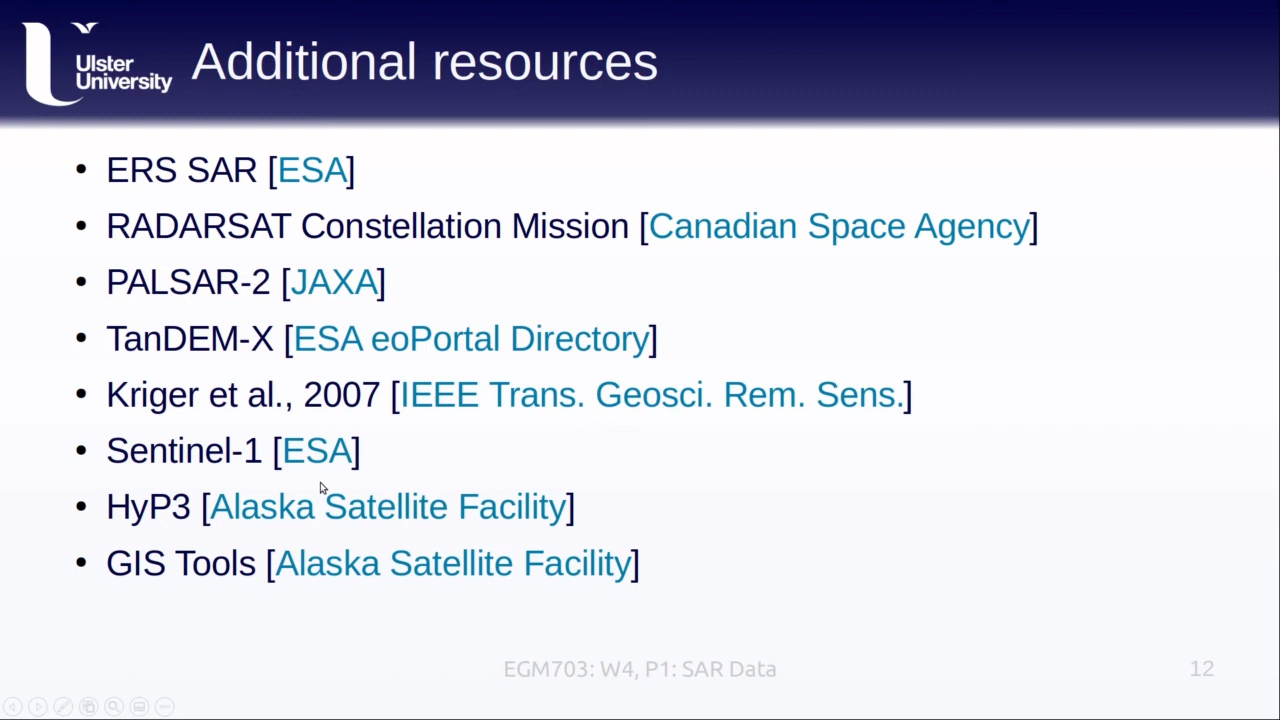 Ulster
University
Additional resources
• ERS SAR [ESA]
• RADARSAT Constellation Mission [Canadian Space Agency]
• PALSAR-2 [JAXA]
• TanDEM-X [ESA eoPortal Directory]
• Kriger et al., 2007 [IEEE Trans. Geosci. Rem. Sens.]
• Sentinel-1 [ESA]
• HyP3 [Alaska Satellite Facility]
• GIS Tools [Alaska Satellite Facility]
EGM703: W4, P1: SAR Data
12